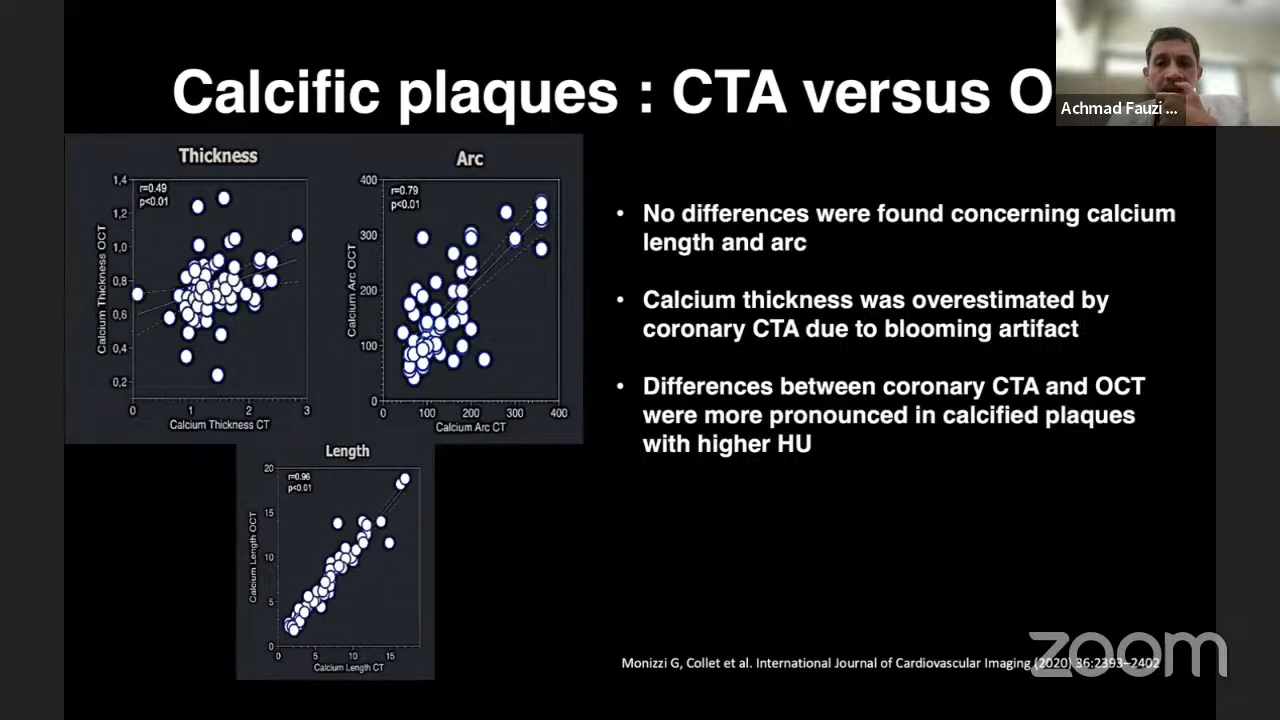 Calcific plaques : CTA versus O
Achmad Fauzi ...
Thickness
r=0.49
p<0.01
1,4
1,2
1,0
0,8
0,6
0,4
0,2
0 1 2 3
Calcium Thickness OCT
Calcium Thickness CT
Arc
r=0.79
p<0.01
400
300
200
100
0
0 100 200 300 400
Calcium Arc OCT
Calcium Arc CT
Length
r=0.96
p<0.01
20
15
10
5
0
0 5 10 15
Calcium Length OCT
Calcium Length CT
• No differences were found concerning calcium
length and arc
• Calcium thickness was overestimated by
coronary CTA due to blooming artifact
• Differences between coronary CTA and OCT
were more pronounced in calcified plaques
with higher HU
Monizzi G, Collet et al. International Journal of Cardiovascular Imaging (2020) 36:2393–2402
zoom